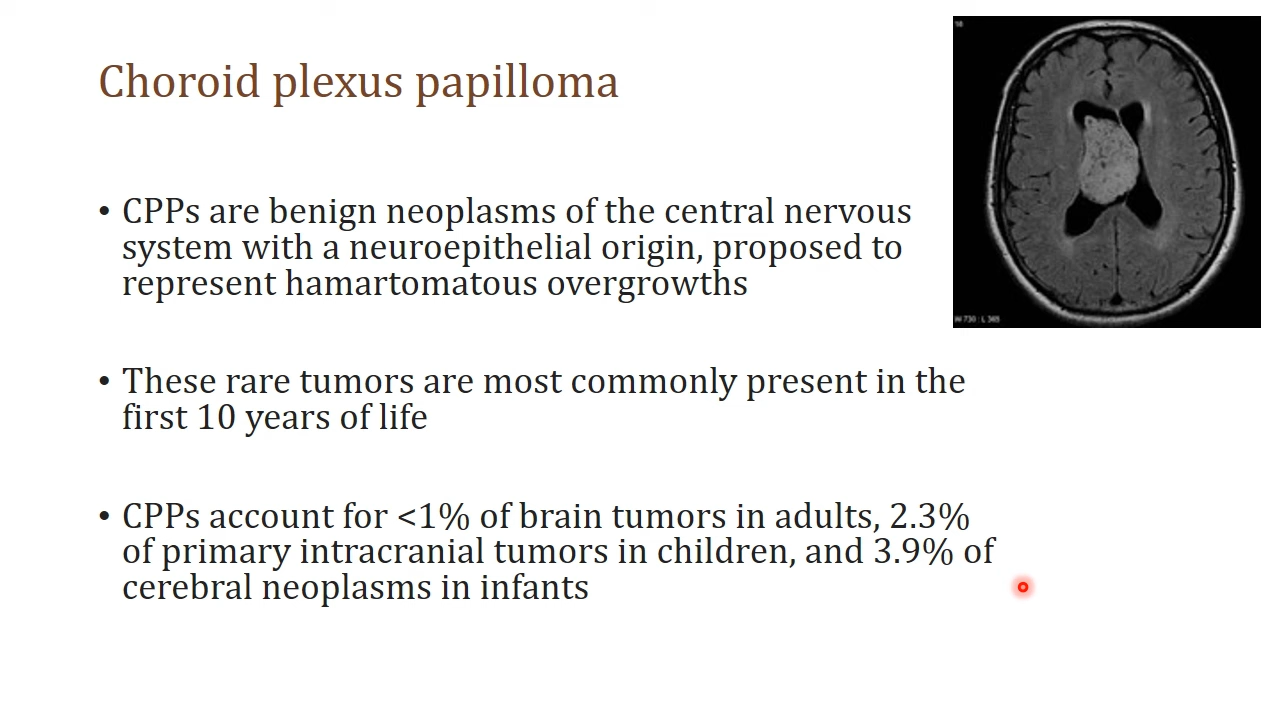 Choroid plexus papilloma
18
• CPPs are benign neoplasms of the central nervous
system with a neuroepithelial origin, proposed to
represent hamartomatous overgrowths
W 730 : L 365
• These rare tumors are most commonly present in the
first 10 years of life
• CPPs account for <1% of brain tumors in adults, 2.3%
of primary intracranial tumors in children, and 3.9% of
cerebral neoplasms in infants